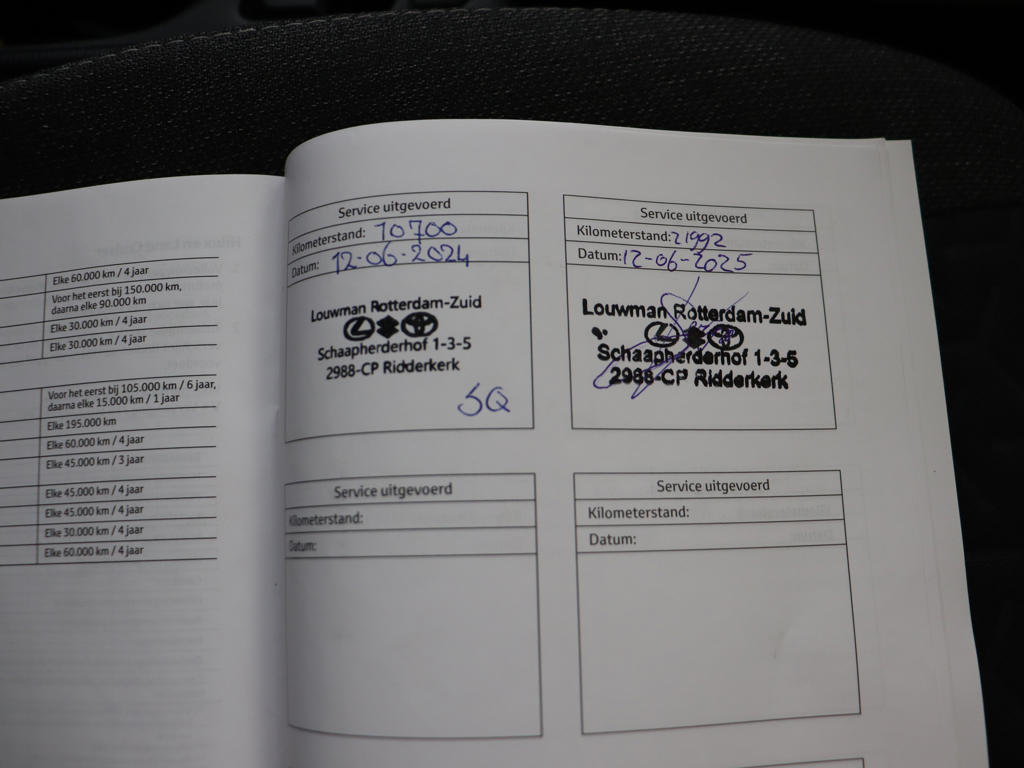 Elke 60.000 km / 4 jaar
Voor het eerst bij 150.000 km,
daarna elke 90.000 km
Elke 30.000 km / 4 jaar
Elke 30.000 km / 4 jaar
Voor het eerst bij 105.000 km / 6 jaar,
daarna elke 15.000 km / 1 jaar
Elke 195.000 km
Elke 60.000 km / 4 jaar
Elke 45.000 km / 3 jaar
Elke 45.000 km / 4 jaar
Elke 45.000 km / 4 jaar
Elke 30.000 km / 4 jaar
Elke 60.000 km / 4 jaar
Service uitgevoerd
Kilometerstand: 10700
Datum: 12-06-2024
Louwman Rotterdam-Zuid
Schaapherderhof 1-3-5
2988-CP Ridderkerk
SQ
Service uitgevoerd
Kilometerstand: 21992
Datum: 12-06-2025
Louwman Rotterdam-Zuid
Schaapherderhof 1-3-5
2988-CP Ridderkerk
Service uitgevoerd
Kilometerstand:
Datum:
Service uitgevoerd
Kilometerstand:
Datum: